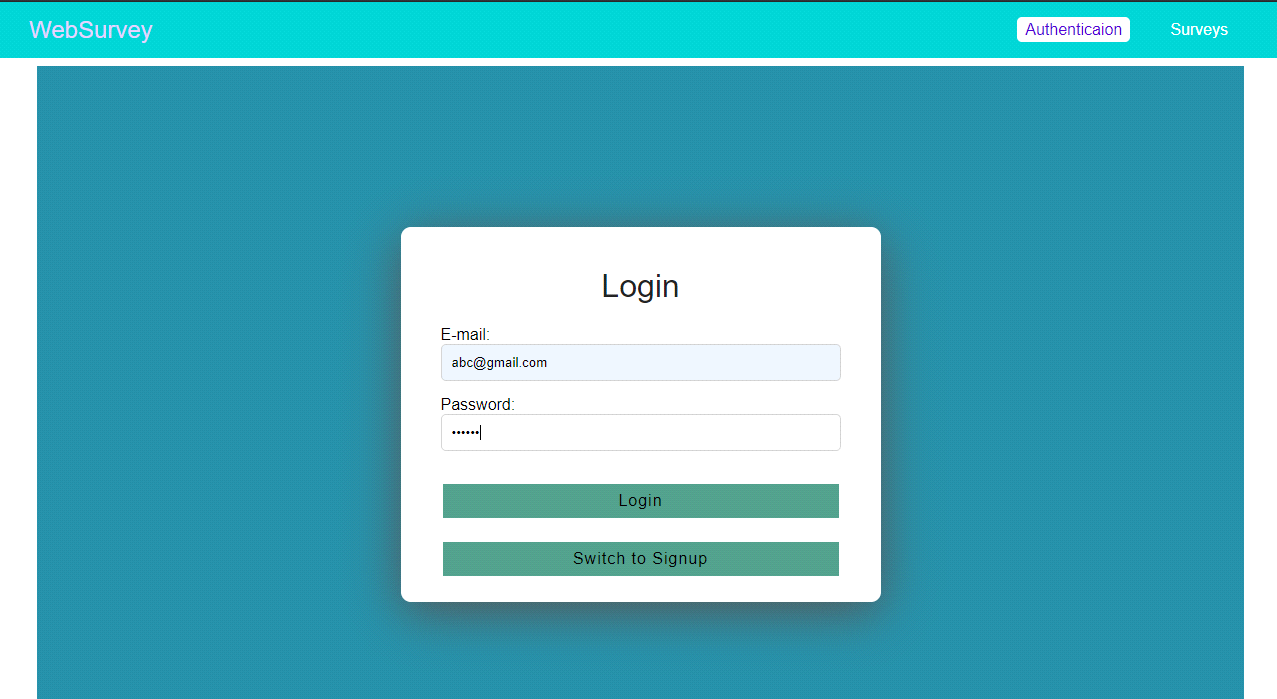 WebSurvey
Authenticaion
Surveys
Login
E-mail:
abc@gmail.com
Password:
••••••
Login
Switch to Signup